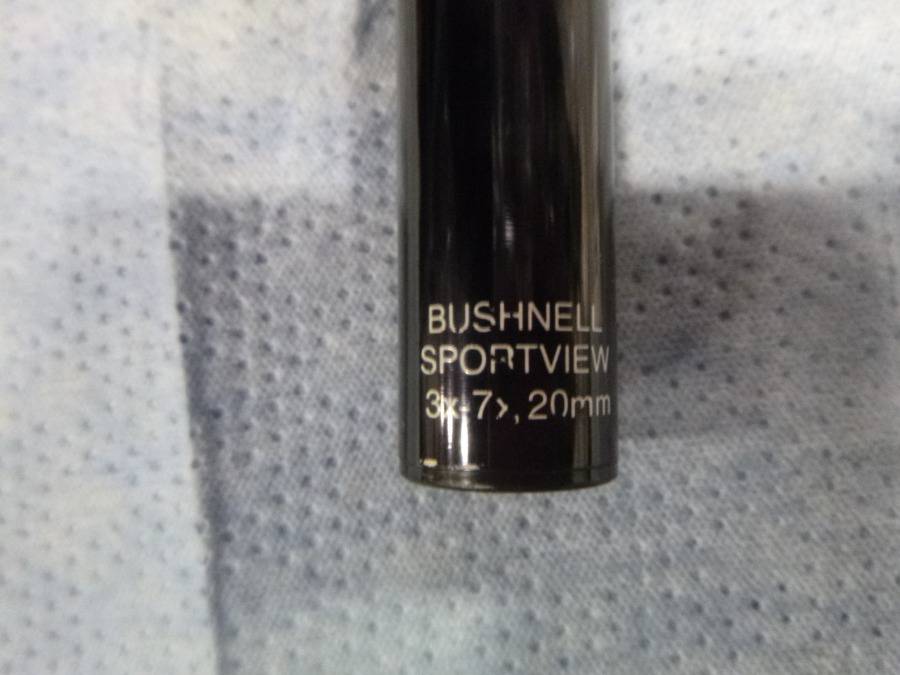 BUSHNELL
SPORTVIEW
3x-7x, 20mm